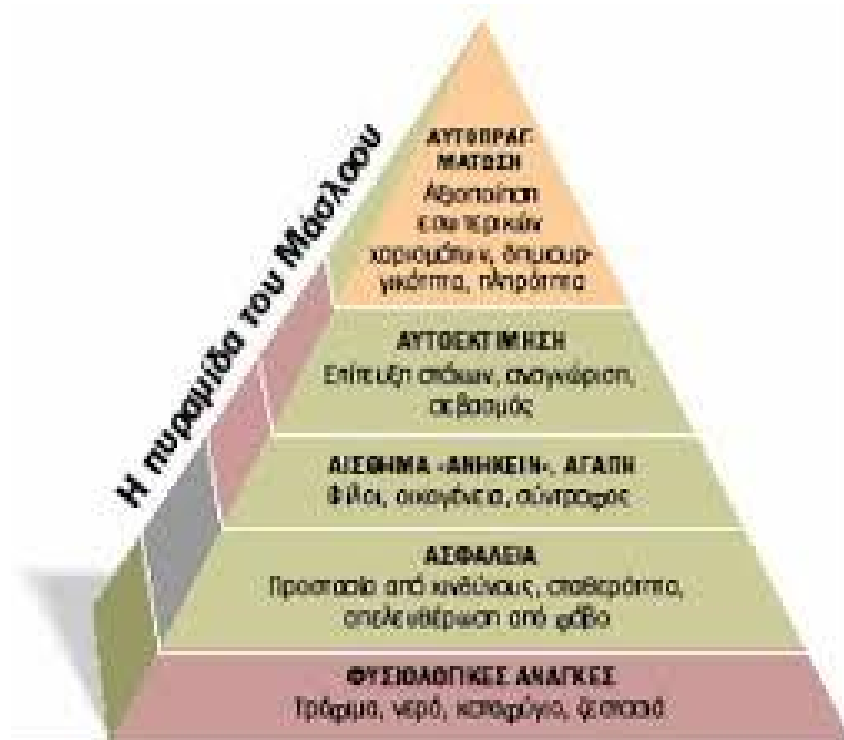 Η πυραμίδα του Μάσλοου
ΑΥΤΟΠΡΑΓ-
ΜΑΤΩΣΗ
Αξιοποίηση
εσωτερικών
χαρισμάτων, δημιουρ-
γικότητα, πληρότητα
ΑΥΤΟΕΚΤΙΜΗΣΗ
Επίτευξη στόχων, αναγνώριση,
σεβασμός
ΑΙΣΘΗΜΑ «ΑΝΗΚΕΙΝ», ΑΓΑΠΗ
Φίλοι, οικογένεια, σύντροφος
ΑΣΦΑΛΕΙΑ
Προστασία από κινδύνους, σταθερότητα,
απελευθέρωση από φόβο
ΦΥΣΙΟΛΟΓΙΚΕΣ ΑΝΑΓΚΕΣ
Τρόφιμα, νερό, καταφύγιο, ζεστασιά